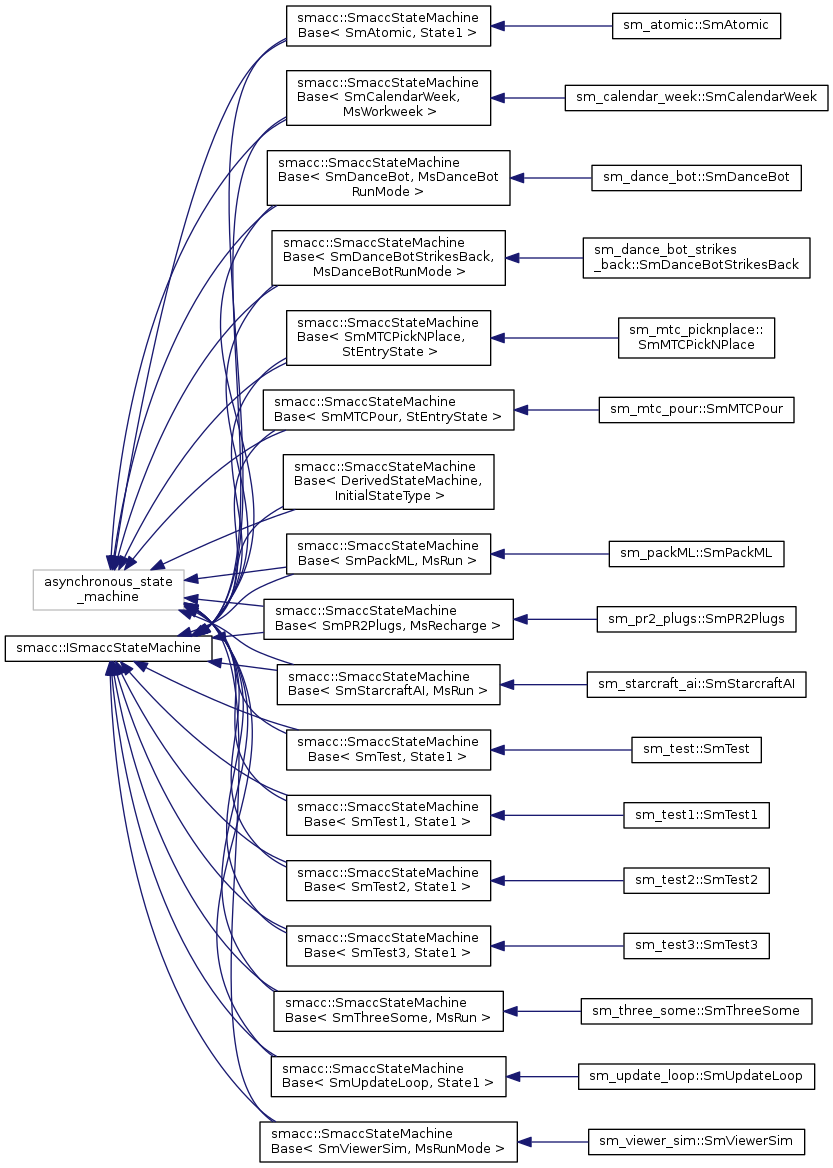 smacc::SmaccStateMachine
Base< SmAtomic, State1 >
sm_atomic::SmAtomic
smacc::SmaccStateMachine
Base< SmCalendarWeek,
MsWorkweek >
sm_calendar_week::SmCalendarWeek
smacc::SmaccStateMachine
Base< SmDanceBot, MsDanceBot
RunMode >
sm_dance_bot::SmDanceBot
smacc::SmaccStateMachine
Base< SmDanceBotStrikesBack,
MsDanceBotRunMode >
sm_dance_bot_strikes
_back::SmDanceBotStrikesBack
smacc::SmaccStateMachine
Base< SmMTCPickNPlace,
StEntryState >
sm_mtc_picknplace::
SmMTCPickNPlace
smacc::SmaccStateMachine
Base< SmMTCPour, StEntryState >
sm_mtc_pour::SmMTCPour
smacc::SmaccStateMachine
Base< DerivedStateMachine,
InitialStateType >
asynchronous_state
_machine
smacc::SmaccStateMachine
Base< SmPackML, MsRun >
sm_packML::SmPackML
smacc::SmaccStateMachine
Base< SmPR2Plugs, MsRecharge >
sm_pr2_plugs::SmPR2Plugs
smacc::ISmaccStateMachine
smacc::SmaccStateMachine
Base< SmStarcraftAI, MsRun >
sm_starcraft_ai::SmStarcraftAI
smacc::SmaccStateMachine
Base< SmTest, State1 >
sm_test::SmTest
smacc::SmaccStateMachine
Base< SmTest1, State1 >
sm_test1::SmTest1
smacc::SmaccStateMachine
Base< SmTest2, State1 >
sm_test2::SmTest2
smacc::SmaccStateMachine
Base< SmTest3, State1 >
sm_test3::SmTest3
smacc::SmaccStateMachine
Base< SmThreeSome, MsRun >
sm_three_some::SmThreeSome
smacc::SmaccStateMachine
Base< SmUpdateLoop, State1 >
sm_update_loop::SmUpdateLoop
smacc::SmaccStateMachine
Base< SmViewerSim, MsRunMode >
sm_viewer_sim::SmViewerSim